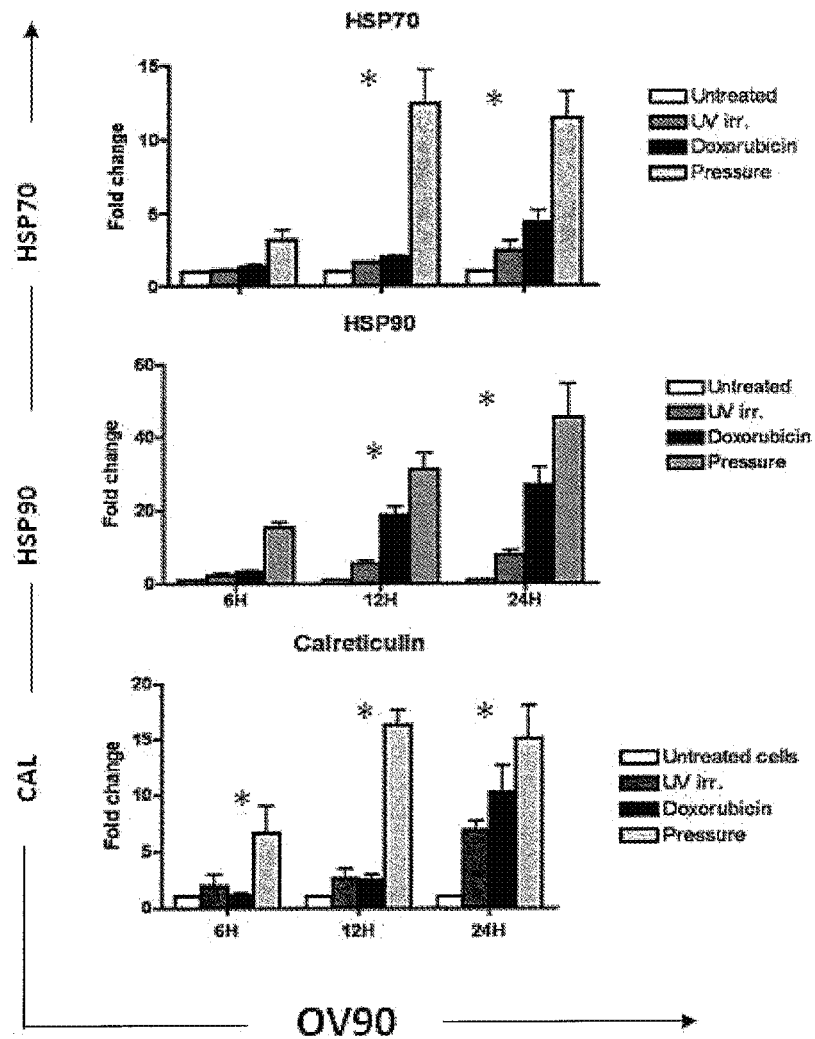 HSP70
15
10
5
0
Fold change
*
*
Untreated
UV irr.
Doxorubicin
Pressure
HSP70
HSP90
60
40
20
0
Fold change
*
*
6H
12H
24H
Untreated
UV irr.
Doxorubicin
Pressure
HSP90
Calreticulin
20
15
10
5
0
Fold change
*
*
*
6H
12H
24H
Untreated cells
UV irr.
Doxorubicin
Pressure
CAL
OV90